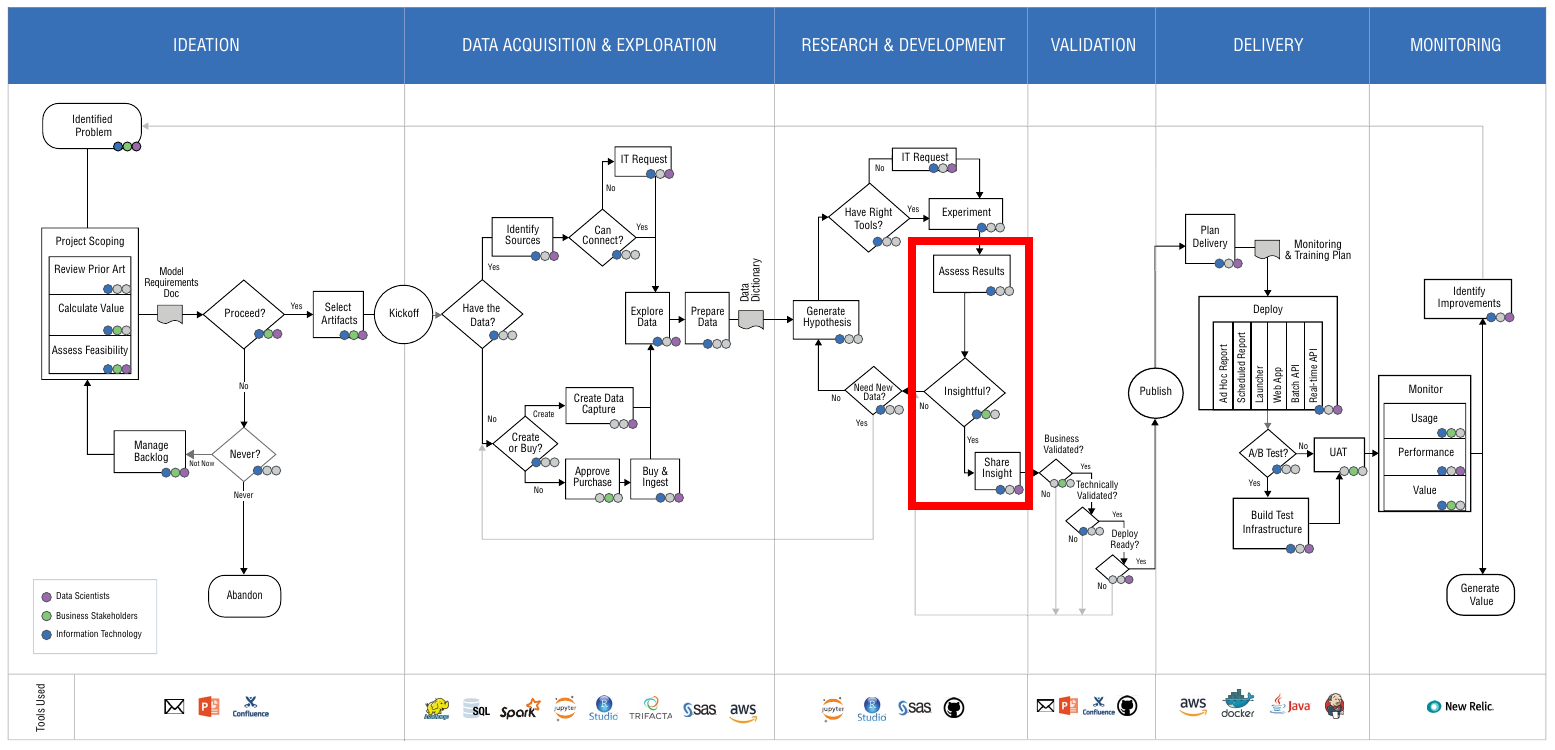 IDEATION
DATA ACQUISITION & EXPLORATION
RESEARCH & DEVELOPMENT
VALIDATION
DELIVERY
MONITORING
Identified
Problem
Project Scoping
Review Prior Art
Calculate Value
Assess Feasibility
Model
Requirements
Doc
Proceed?
Yes
No
Select
Artifacts
Kickoff
Manage
Backlog
Not Now
Never?
Never
Abandon
Data Scientists
Business Stakeholders
Information Technology
Have the
Data?
Yes
No
Identify
Sources
Can
Connect?
No
Yes
IT Request
Explore
Data
Prepare
Data
Data
Dictionary
Create
or Buy?
Create
No
Create Data
Capture
Approve
Purchase
Buy &
Ingest
Generate
Hypothesis
Have Right
Tools?
No
Yes
IT Request
Experiment
Assess Results
Insightful?
No
Yes
Need New
Data?
No
Yes
Share
Insight
Business
Validated?
Yes
No
Technically
Validated?
Yes
No
Deploy
Ready?
Yes
No
Publish
Plan
Delivery
Monitoring
& Training Plan
Deploy
Ad Hoc Report
Scheduled Report
Launcher
Web App
Batch API
Real-time API
A/B Test?
No
Yes
UAT
Build Test
Infrastructure
Monitor
Usage
Performance
Value
Identify
Improvements
Generate
Value
Tools Used
P
Confluence
hadoop
SQL
Spark
jupyter
R
Studio
TRIFACTA
sas
aws
jupyter
R
Studio
sas
P
Confluence
aws
docker
Java
New Relic.